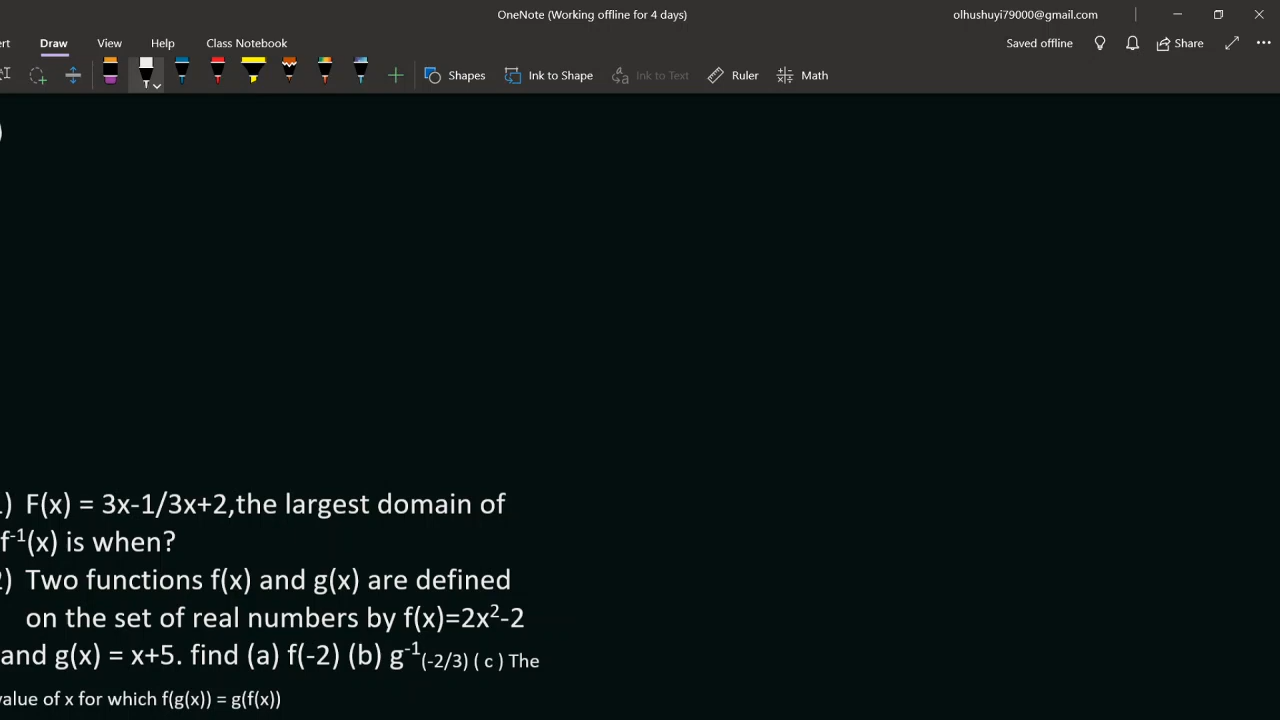 OneNote (Working offline for 4 days)
olhushuyi79000@gmail.com
ert Draw View Help Class Notebook
Saved offline Share
Shapes Ink to Shape Ink to Text Ruler Math
)
1) F(x) = 3x-1/3x+2,the largest domain of
f⁻¹(x) is when?
2) Two functions f(x) and g(x) are defined
on the set of real numbers by f(x)=2x²-2
and g(x) = x+5. find (a) f(-2) (b) g⁻¹(-2/3) ( c ) The
value of x for which f(g(x)) = g(f(x))